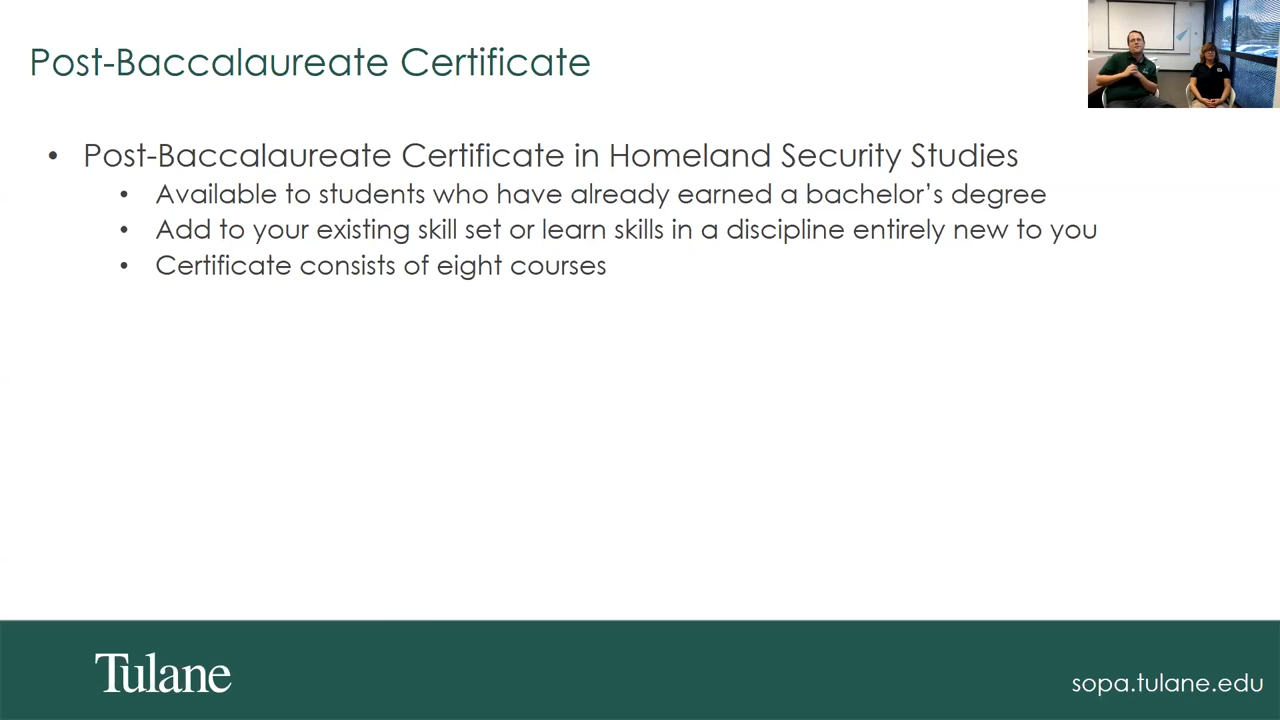 Post-Baccalaureate Certificate
• Post-Baccalaureate Certificate in Homeland Security Studies
• Available to students who have already earned a bachelor’s degree
• Add to your existing skill set or learn skills in a discipline entirely new to you
• Certificate consists of eight courses
Tulane
sopa.tulane.edu